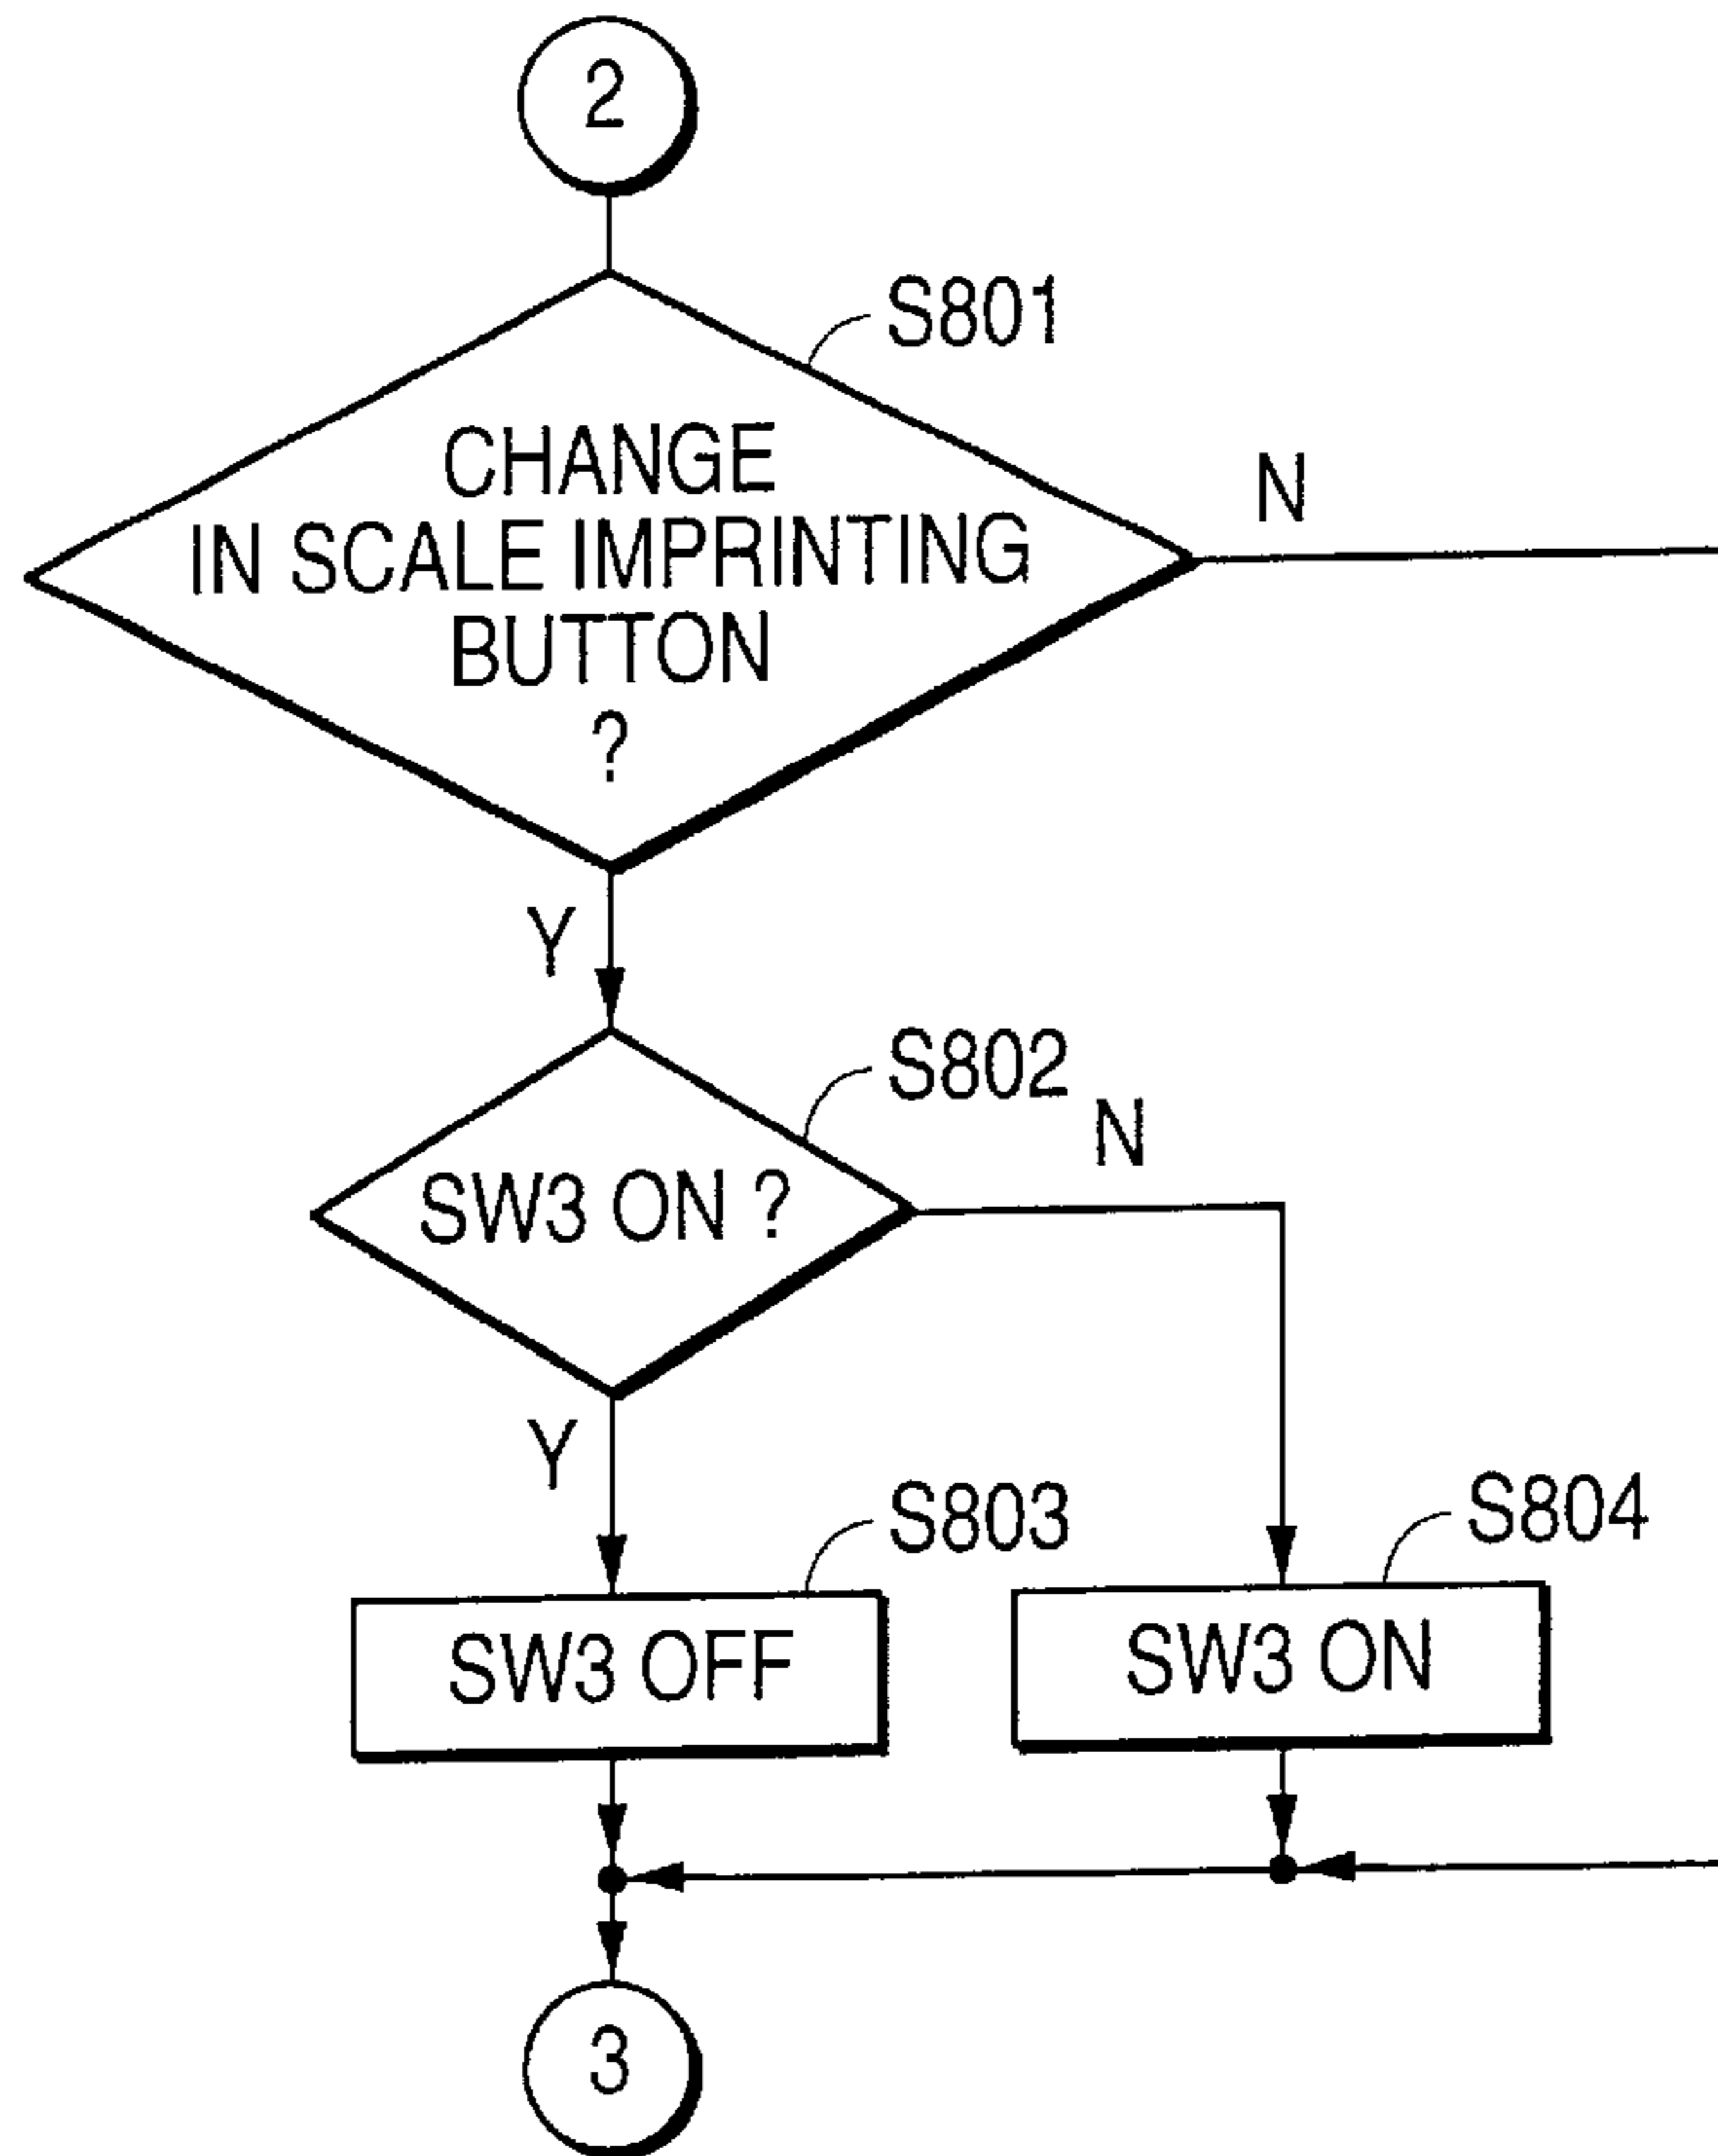 2
S801
CHANGE
IN SCALE IMPRINTING
BUTTON
?
N
Y
S802
N
SW3 ON ?
Y
S803
S804
SW3 OFF
SW3 ON
3